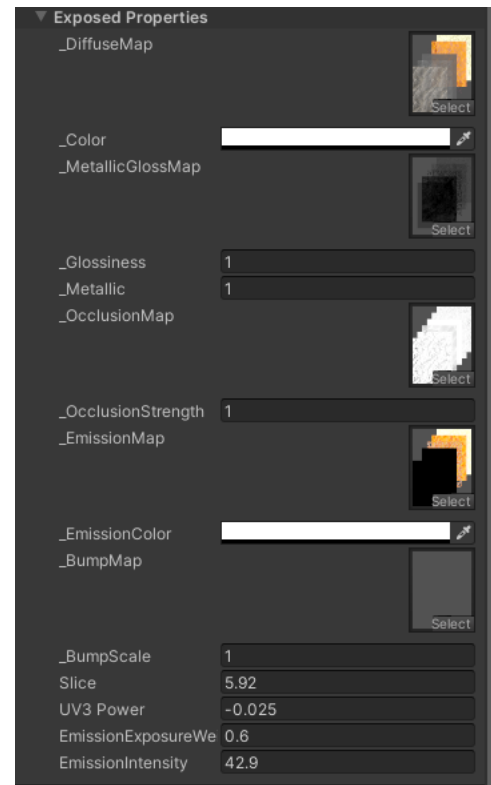 Exposed Properties
_DiffuseMap
Select
_Color
_MetallicGlossMap
Select
_Glossiness 1
_Metallic 1
_OcclusionMap
Select
_OcclusionStrength 1
_EmissionMap
Select
_EmissionColor
_BumpMap
Select
_BumpScale 1
Slice 5.92
UV3 Power -0.025
EmissionExposureWe 0.6
EmissionIntensity 42.9